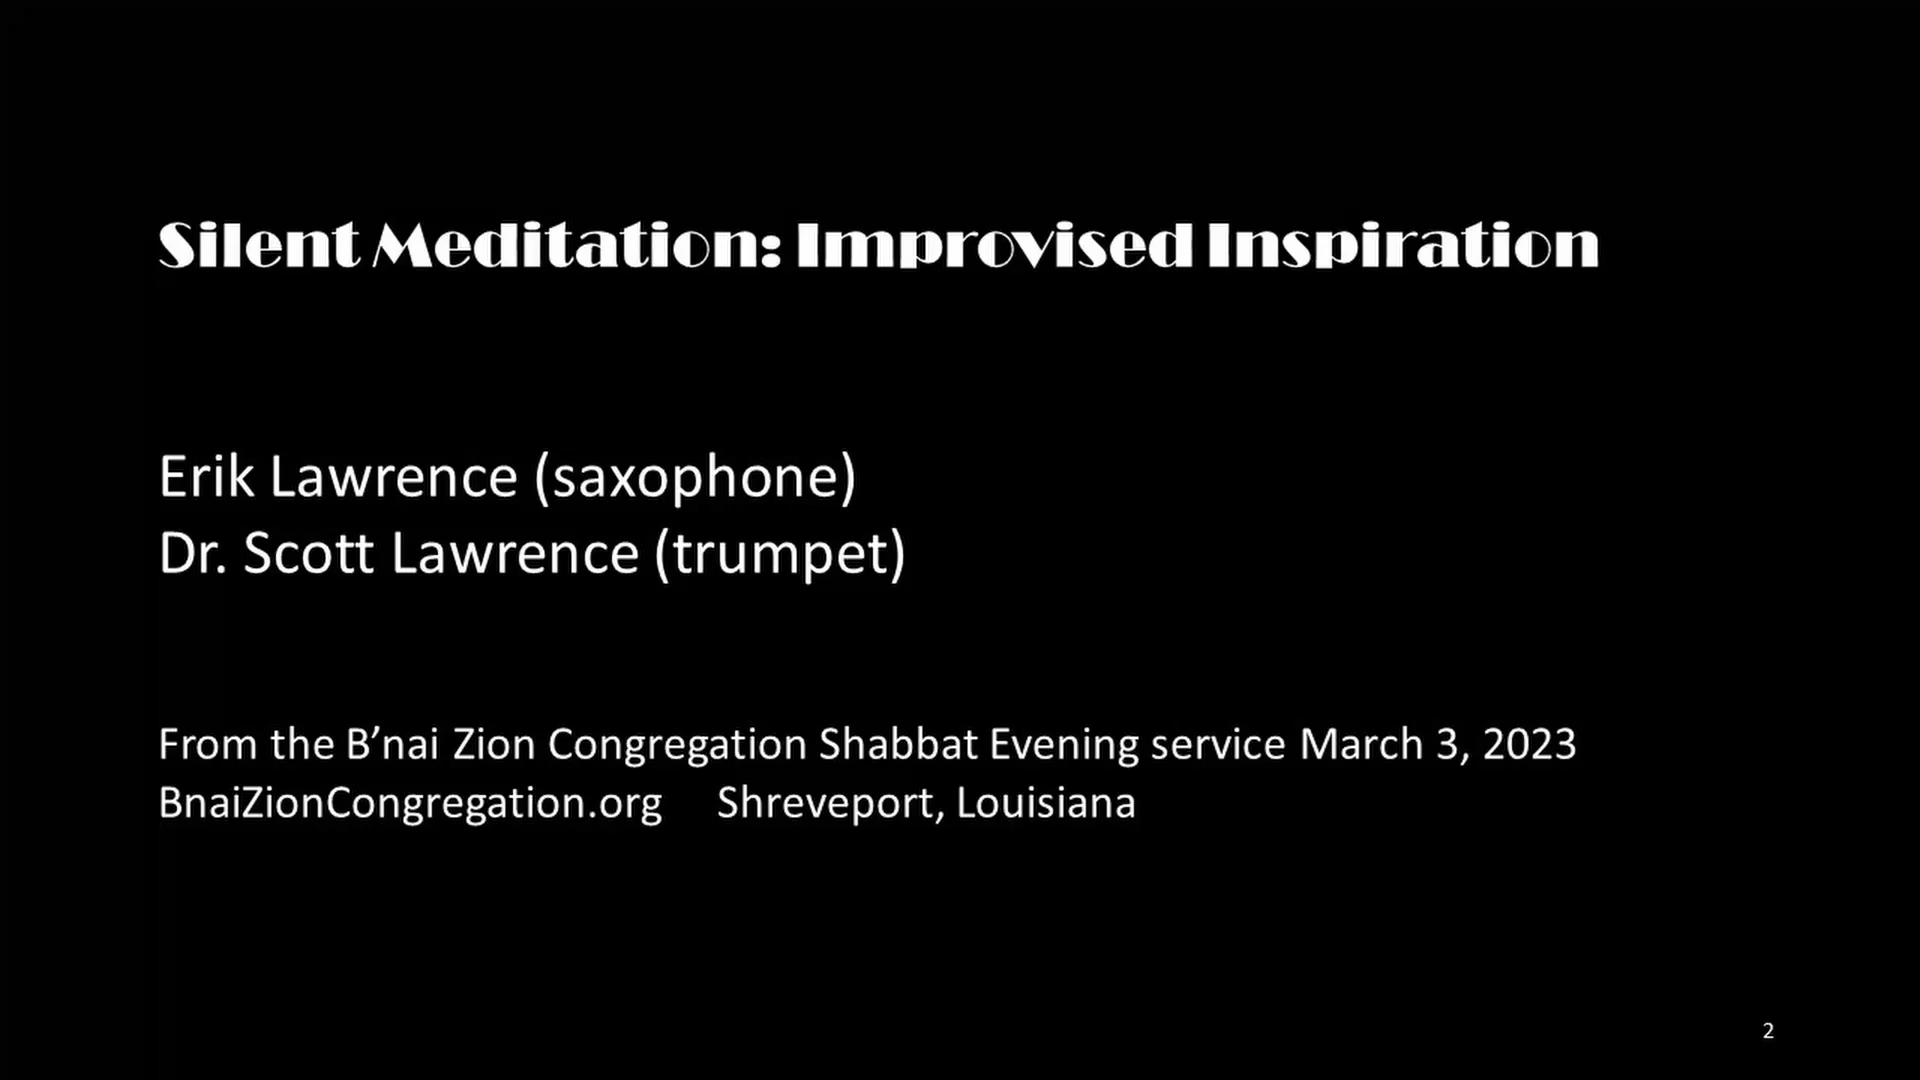 Silent Meditation: Improvised Inspiration
Erik Lawrence (saxophone)
Dr. Scott Lawrence (trumpet)
From the B’nai Zion Congregation Shabbat Evening service March 3, 2023
BnaiZionCongregation.org Shreveport, Louisiana
2